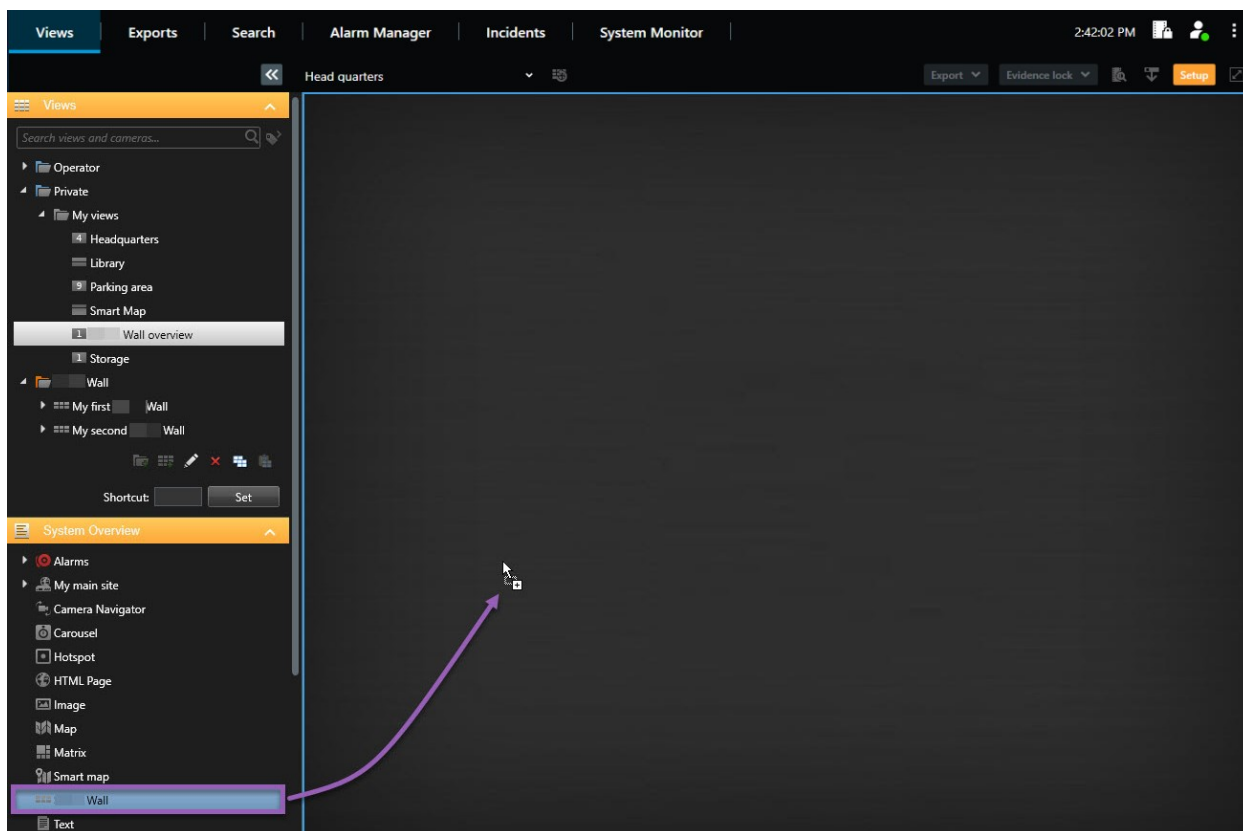 Views Exports Search Alarm Manager Incidents System Monitor 2:42:02 PM
Head quarters Export Evidence lock Setup
Views
Search views and cameras...
Operator
Private
My views
4 Headquarters
Library
9 Parking area
Smart Map
1 Wall overview
1 Storage
Wall
My first Wall
My second Wall
Shortcut: Set
System Overview
Alarms
My main site
Camera Navigator
Carousel
Hotspot
HTML Page
Image
Map
Matrix
Smart map
Wall
Text